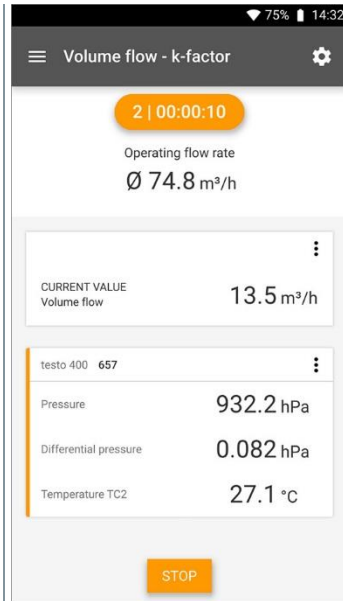 75% 14:32
Volume flow - k-factor
2 | 00:00:10
Operating flow rate
Ø 74.8 m³/h
CURRENT VALUE
Volume flow 13.5 m³/h
testo 400 657
Pressure 932.2 hPa
Differential pressure 0.082 hPa
Temperature TC2 27.1 °C
STOP